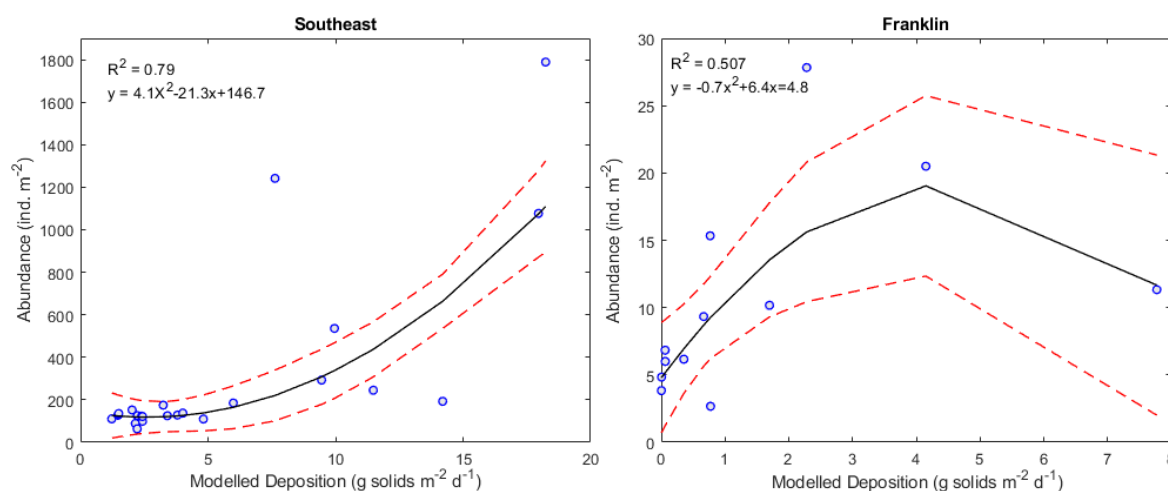 Southeast
R² = 0.79
y = 4.1X²-21.3x+146.7
Abundance (ind. m⁻²)
1800
1600
1400
1200
1000
800
600
400
200
0
0 5 10 15 20
Modelled Deposition (g solids m⁻² d⁻¹)
Franklin
R² = 0.507
y = -0.7x²+6.4x=4.8
Abundance (ind. m⁻²)
30
25
20
15
10
5
0
0 1 2 3 4 5 6 7 8
Modelled Deposition (g solids m⁻² d⁻¹)